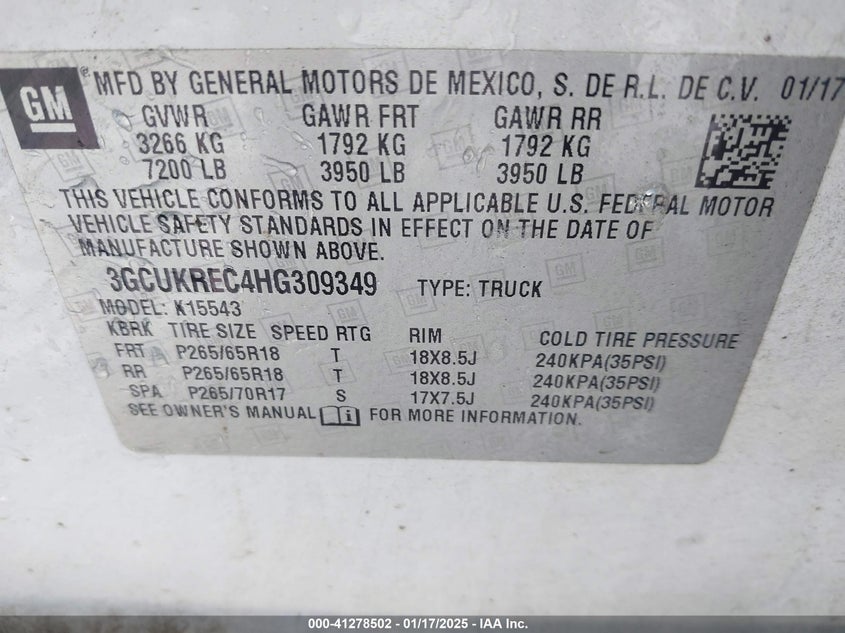 GM
® MFD BY GENERAL MOTORS DE MEXICO, S. DE R.L. DE C.V. 01/17
GVWR GAWR FRT GAWR RR
3266 KG 1792 KG 1792 KG
7200 LB 3950 LB 3950 LB
THIS VEHICLE CONFORMS TO ALL APPLICABLE U.S. FEDERAL MOTOR
VEHICLE SAFETY STANDARDS IN EFFECT ON THE DATE OF
MANUFACTURE SHOWN ABOVE.
3GCUKREC4HG309349 TYPE: TRUCK
MODEL: K15543
KBRK TIRE SIZE SPEED RTG RIM COLD TIRE PRESSURE
FRT P265/65R18 T 18X8.5J 240KPA(35PSI)
RR P265/65R18 T 18X8.5J 240KPA(35PSI)
SPA P265/70R17 S 17X7.5J 240KPA(35PSI)
SEE OWNER'S MANUAL FOR MORE INFORMATION.
000-41278502 - 01/17/2025 - IAA Inc.